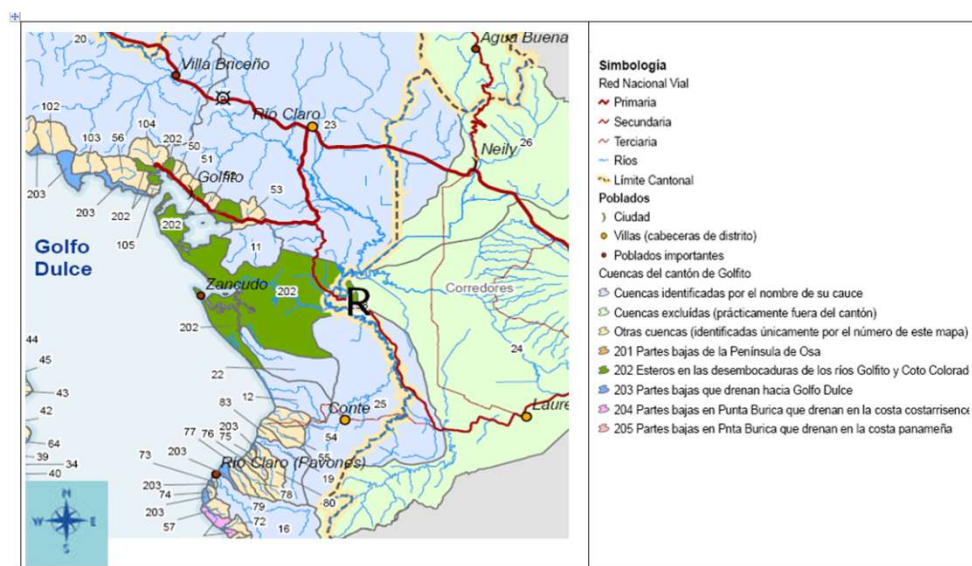 20
Agua Buena
Villa Briceño
102
Río Claro
23
104
103
56
202
50
26
51
Neily
Golfito
53
203
203
202
202
105
11
Golfo
Dulce
Zancudo
202
R
Corredores
202
44
24
45
22
43
12
25
42
83
Conte
Laure
203
54
64
77
76
75
39
34
73
55
40
203
19
Río Claro (Pavones)
203
78
80
74
79
203
72
16
57
N
W
E
S
Simbología
Red Nacional Vial
Primaria
Secundaria
Terciaria
Ríos
Límite Cantonal
Poblados
Ciudad
Villas (cabeceras de distrito)
Poblados importantes
Cuencas del cantón de Golfito
Cuencas identificadas por el nombre de su cauce
Cuencas excluídas (prácticamente fuera del cantón)
Otras cuencas (identificadas únicamente por el número de este mapa)
201 Partes bajas de la Península de Osa
202 Esteros en las desembocaduras de los ríos Golfito y Coto Colorad
203 Partes bajas que drenan hacia Golfo Dulce
204 Partes bajas en Punta Burica que drenan en la costa costarrisence
205 Partes bajas en Pnta Burica que drenan en la costa panameña